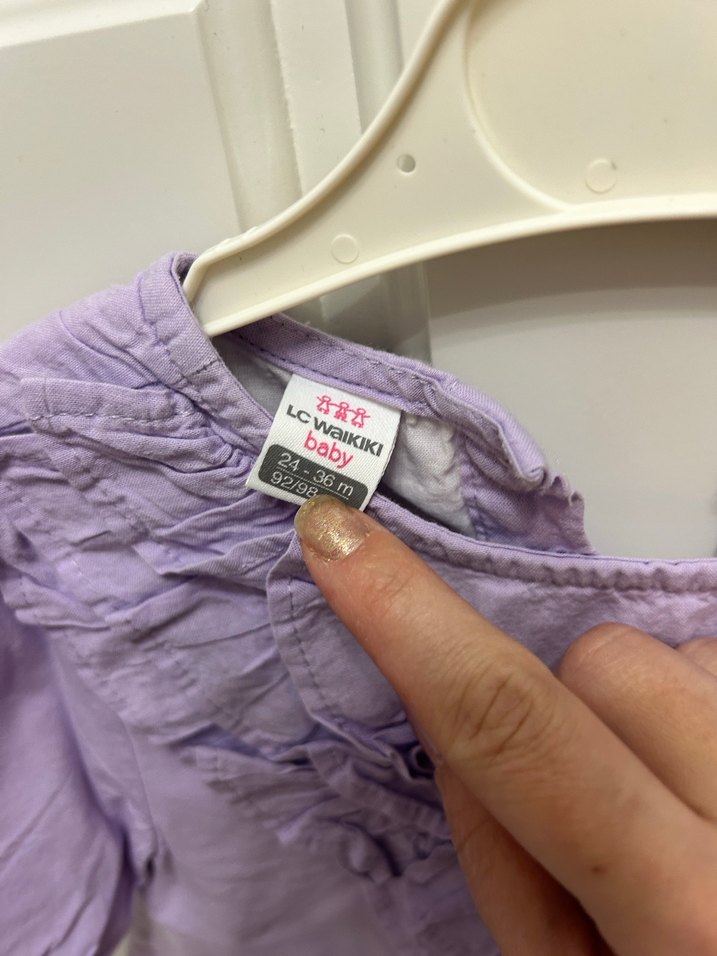 LC WAIKIKI
baby
24 - 36 m
92/98